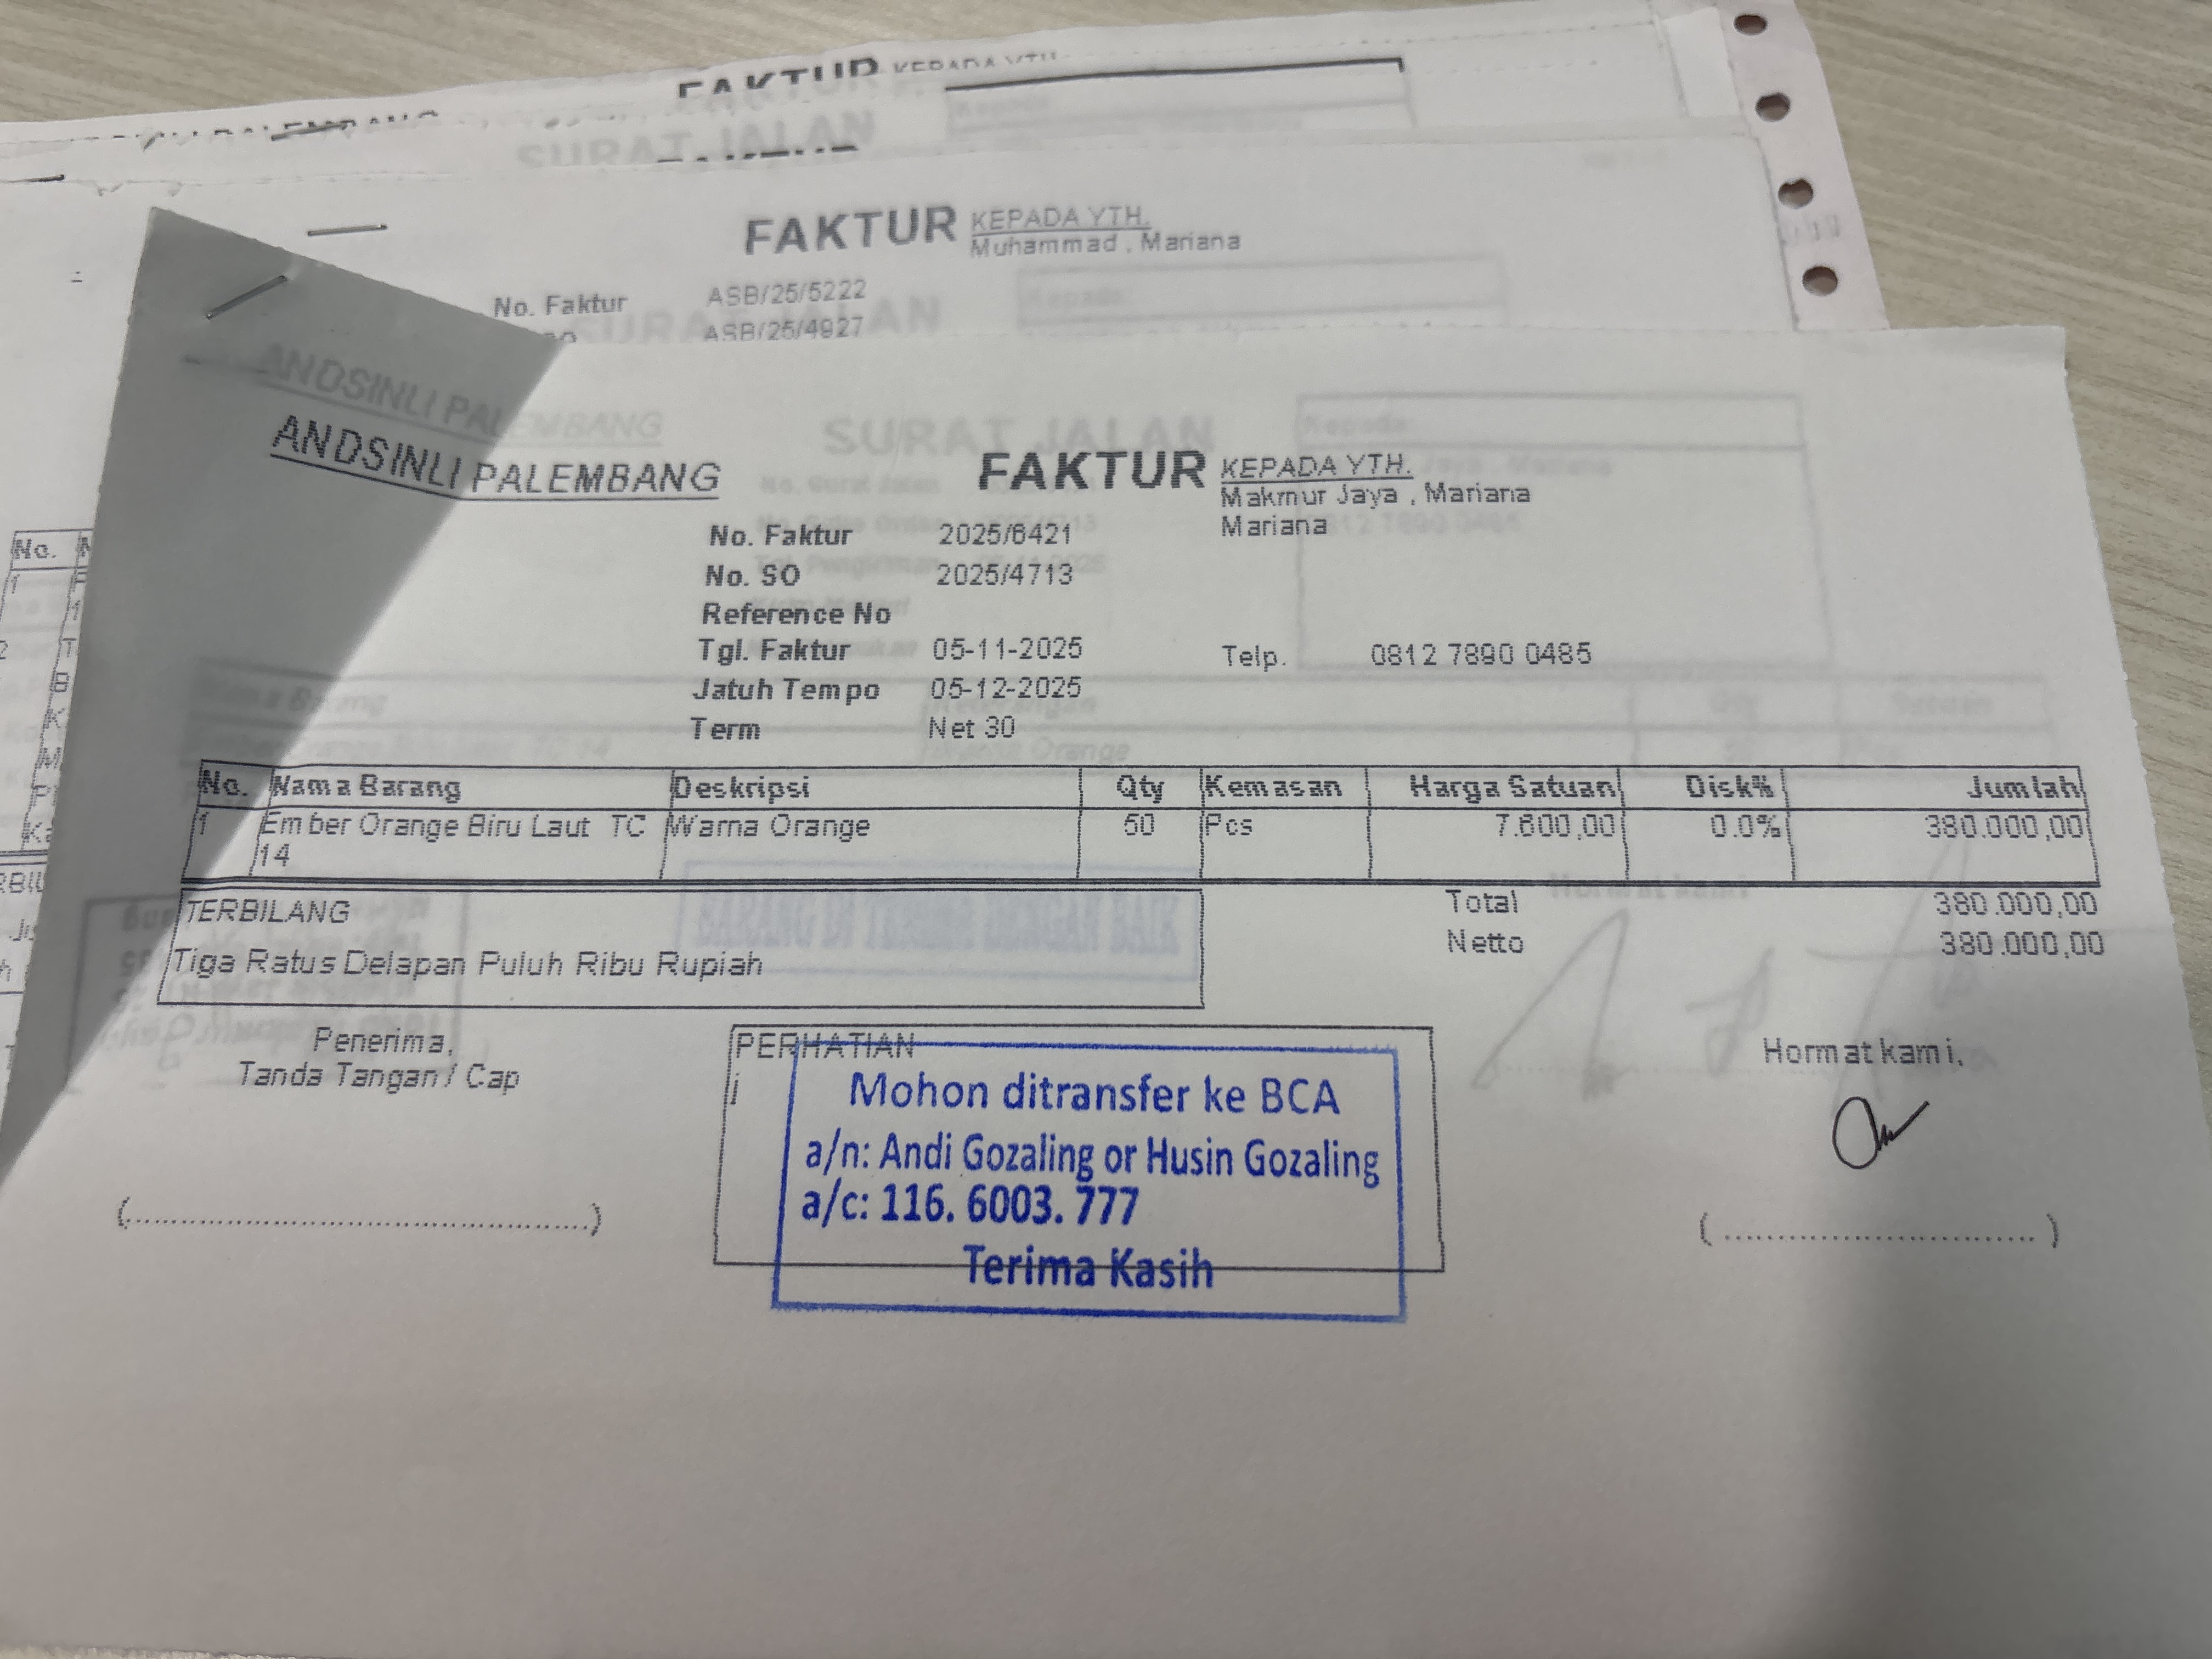 FAKTUR KEPADA YTH.
SURAT JALAN
FAKTUR KEPADA YTH.
Muhammad , Mariana
No. Faktur ASB/25/5222
ASB/25/4927
ANDSINLI PALEMBANG
SURAT JALAN
Kepada:
ANDSINLI PALEMBANG
FAKTUR KEPADA YTH.
Makmur Jaya , Mariana
Mariana
No. Faktur 2025/6421
No. SO 2025/4713
Reference No
Tgl. Faktur 05-11-2025
Telp. 0812 7890 0485
Jatuh Tempo 05-12-2025
Term Net 30
No. Nama Barang Deskripsi Qty Kemasan Harga Satuan Disk% Jumlah
1 Ember Orange Biru Laut TC 14 Warna Orange 50 Pcs 7.600,00 0.0% 380.000,00
TERBILANG
Tiga Ratus Delapan Puluh Ribu Rupiah
Total 380.000,00
Netto 380.000,00
Penerima,
Tanda Tangan / Cap
PERHATIAN
i
Mohon ditransfer ke BCA
a/n: Andi Gozaling or Husin Gozaling
a/c: 116. 6003. 777
Terima Kasih
Hormat kami,
(..................................................)
( ................................ )